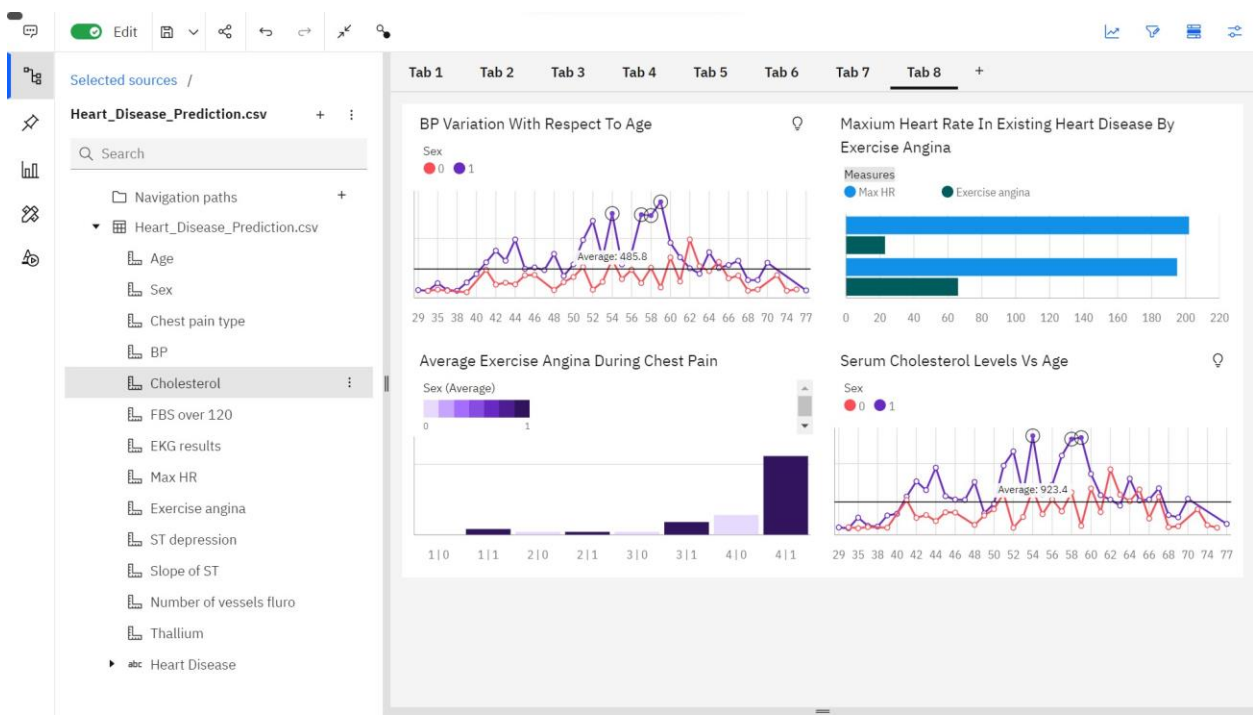 Edit
Selected sources /
Heart_Disease_Prediction.csv
Search
Navigation paths
Heart_Disease_Prediction.csv
Age
Sex
Chest pain type
BP
Cholesterol
FBS over 120
EKG results
Max HR
Exercise angina
ST depression
Slope of ST
Number of vessels fluro
Thallium
abc Heart Disease
Tab 1 Tab 2 Tab 3 Tab 4 Tab 5 Tab 6 Tab 7 Tab 8 +
BP Variation With Respect To Age
Sex
0 1
Average: 485.8
29 35 38 40 42 44 46 48 50 52 54 56 58 60 62 64 66 68 70 74 77
Maxium Heart Rate In Existing Heart Disease By
Exercise Angina
Measures
Max HR Exercise angina
0 20 40 60 80 100 120 140 160 180 200 220
Average Exercise Angina During Chest Pain
Sex (Average)
0 1
1|0 1|1 2|0 2|1 3|0 3|1 4|0 4|1
Serum Cholesterol Levels Vs Age
Sex
0 1
Average: 923.4
29 35 38 40 42 44 46 48 50 52 54 56 58 60 62 64 66 68 70 74 77